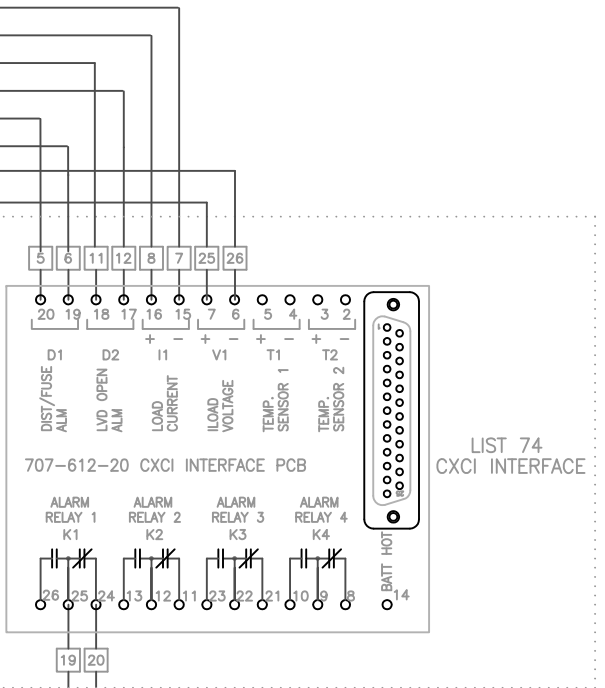 5 6 11 12 8 7 25 26
20 19 18 17 16 15 7 6 5 4 3 2
+ − + − + − + −
D1 D2 I1 V1 T1 T2
DIST/FUSE
ALM
LVD OPEN
ALM
LOAD
CURRENT
ILOAD
VOLTAGE
TEMP.
SENSOR 1
TEMP.
SENSOR 2
LIST 74
CXCI INTERFACE
707-612-20 CXCI INTERFACE PCB
ALARM
RELAY 1
K1
ALARM
RELAY 2
K2
ALARM
RELAY 3
K3
ALARM
RELAY 4
K4
BATT HOT
26 25 24 13 12 11 23 22 21 10 9 8 14
19 20